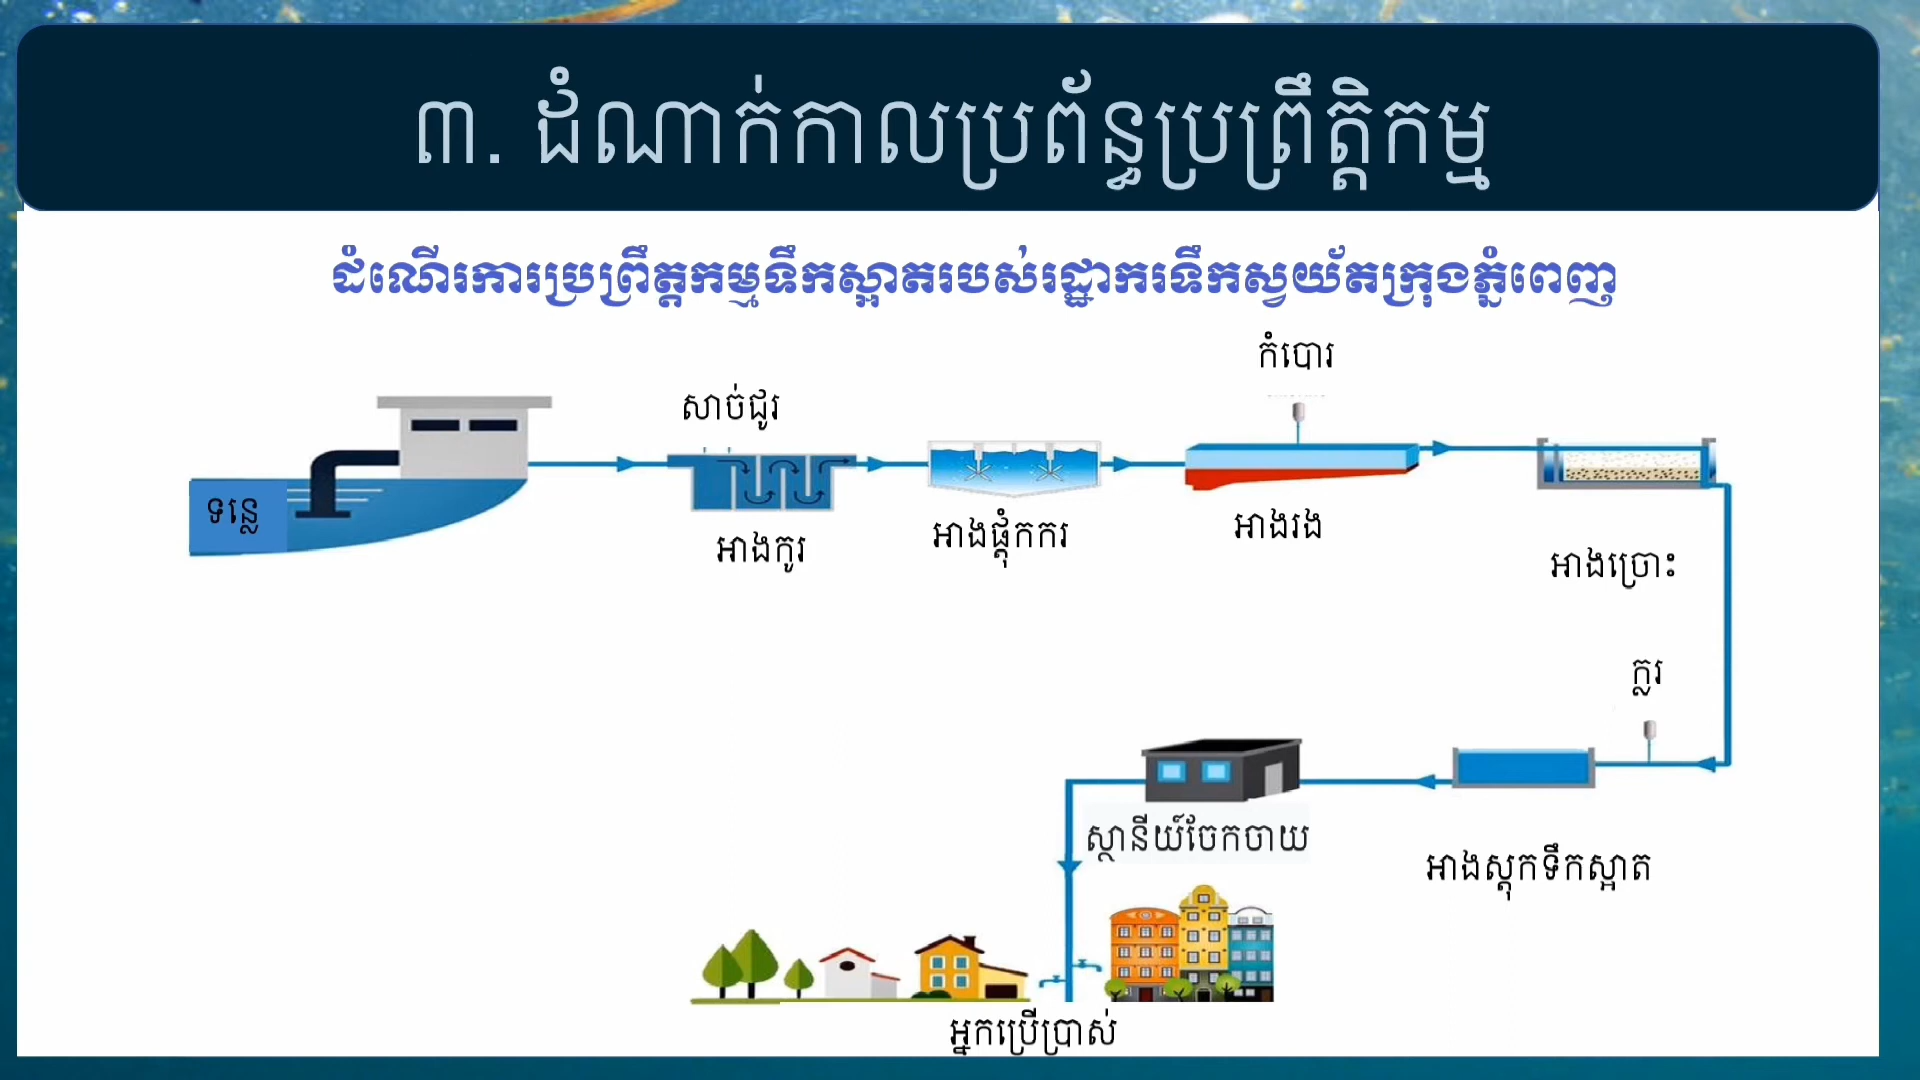 ៣. ដំណាក់កាលប្រព័ន្ធប្រព្រឹត្តិកម្ម
ដំណើរការប្រព្រឹត្តកម្មទឹកស្អាតរបស់រដ្ឋាករទឹកស្វយ័តក្រុងភ្នំពេញ
កំបោរ
សាច់ជូរ
ទន្លេ
អាងកូរ
អាងផ្តុំកករ
អាងរង
អាងច្រោះ
ក្លរ
ស្ថានីយ៍ចែកចាយ
អាងស្តុកទឹកស្អាត
អ្នកប្រើប្រាស់